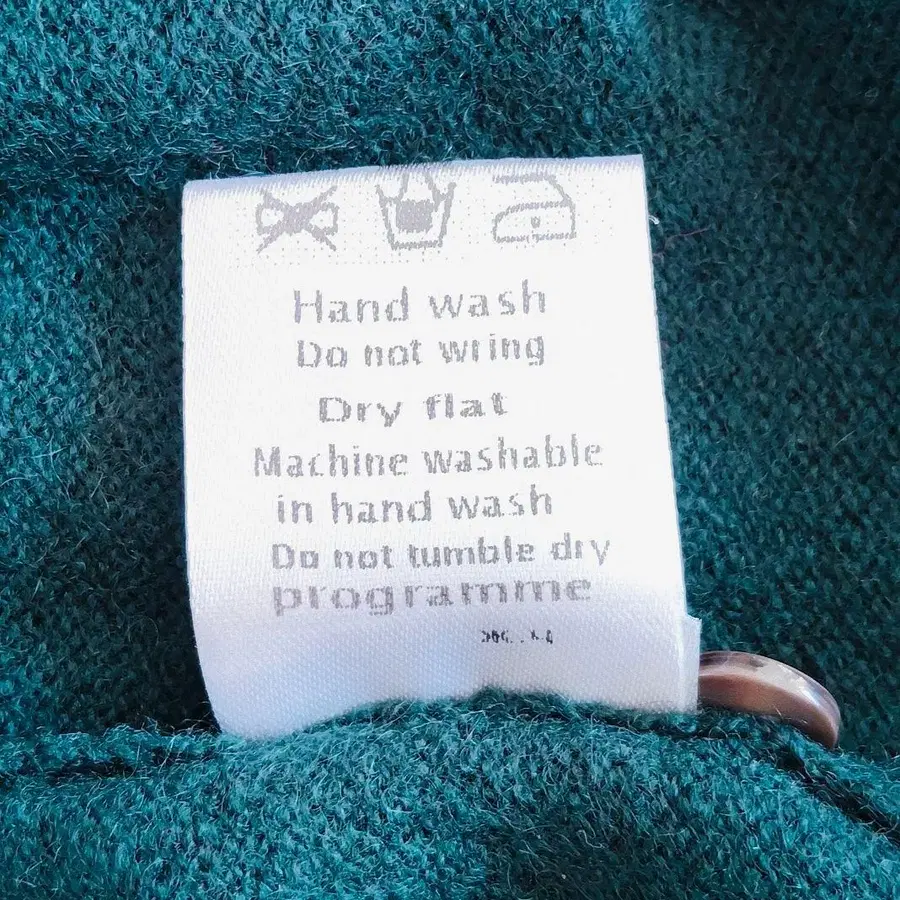 Hand wash
Do not wring
Dry flat
Machine washable
in hand wash
Do not tumble dry
programme